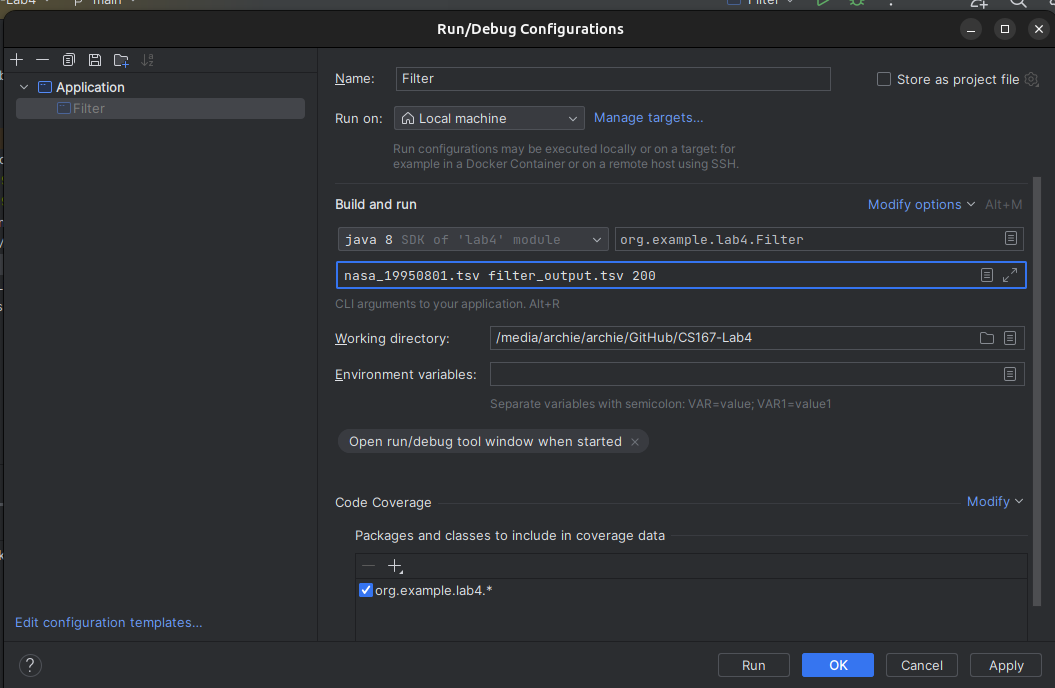 -Lab4
main
Filter
Run/Debug Configurations
Application
Filter
Edit configuration templates...
Name:
Filter
Store as project file
Run on:
Local machine
Manage targets...
Run configurations may be executed locally or on a target: for
example in a Docker Container or on a remote host using SSH.
Build and run
Modify options
Alt+M
java 8 SDK of 'lab4' module
org.example.lab4.Filter
nasa_19950801.tsv filter_output.tsv 200
CLI arguments to your application. Alt+R
Working directory:
/media/archie/archie/GitHub/CS167-Lab4
Environment variables:
Separate variables with semicolon: VAR=value; VAR1=value1
Open run/debug tool window when started
Code Coverage
Modify
Packages and classes to include in coverage data
org.example.lab4.*
?
Run
OK
Cancel
Apply